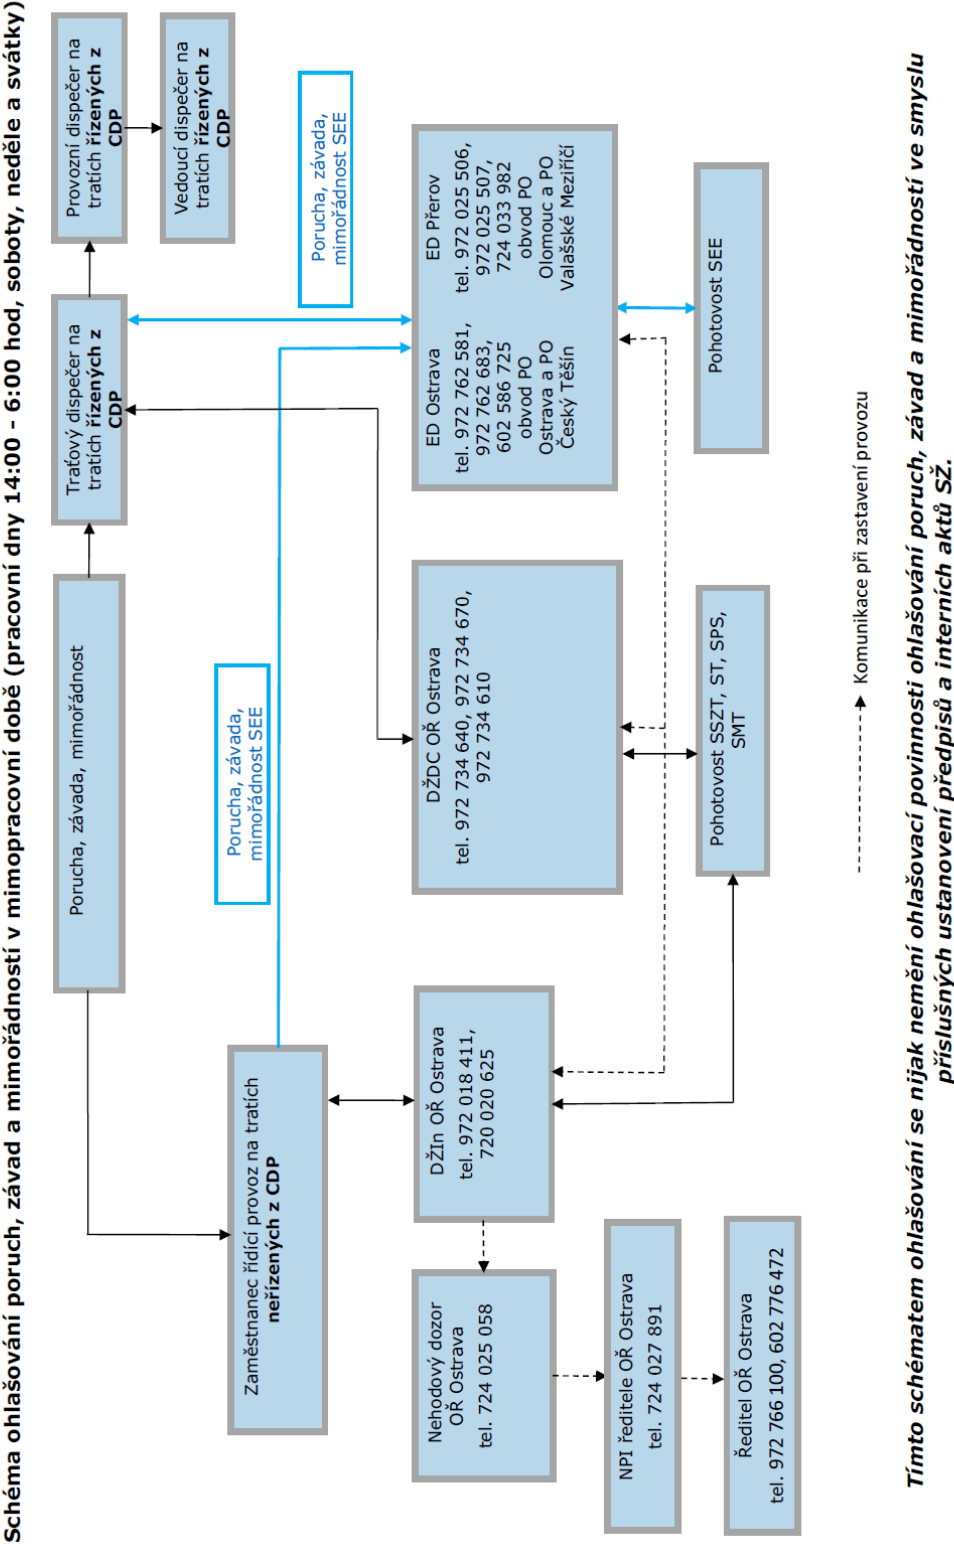 Schéma ohlašování poruch, závad a mimořádností v mimopracovní době (pracovní dny 14:00 - 6:00 hod, soboty, neděle a svátky)
Porucha, závada, mimořádnost
Traťový dispečer na
tratích řízených z
CDP
Provozní dispečer na
tratích řízených z
CDP
Vedoucí dispečer na
tratích řízených z
CDP
Zaměstnanec řídící provoz na tratích
neřízených z CDP
Porucha, závada,
mimořádnost SEE
Porucha, závada,
mimořádnost SEE
Nehodový dozor
OŘ Ostrava
tel. 724 025 058
DŽIn OŘ Ostrava
tel. 972 018 411,
720 020 625
DŽDC OŘ Ostrava
tel. 972 734 640, 972 734 670,
972 734 610
ED Ostrava
tel. 972 762 581,
972 762 683,
602 586 725
obvod PO
Ostrava a PO
Český Těšín
ED Přerov
tel. 972 025 506,
972 025 507,
724 033 982
obvod PO
Olomouc a PO
Valašské Meziříčí
NPI ředitele OŘ Ostrava
tel. 724 027 891
Ředitel OŘ Ostrava
tel. 972 766 100, 602 776 472
Pohotovost SSZT, ST, SPS,
SMT
Pohotovost SEE
Komunikace při zastavení provozu
Tímto schématem ohlašování se nijak nemění ohlašovací povinnosti ohlašování poruch, závad a mimořádností ve smyslu
příslušných ustanovení předpisů a interních aktů SŽ.